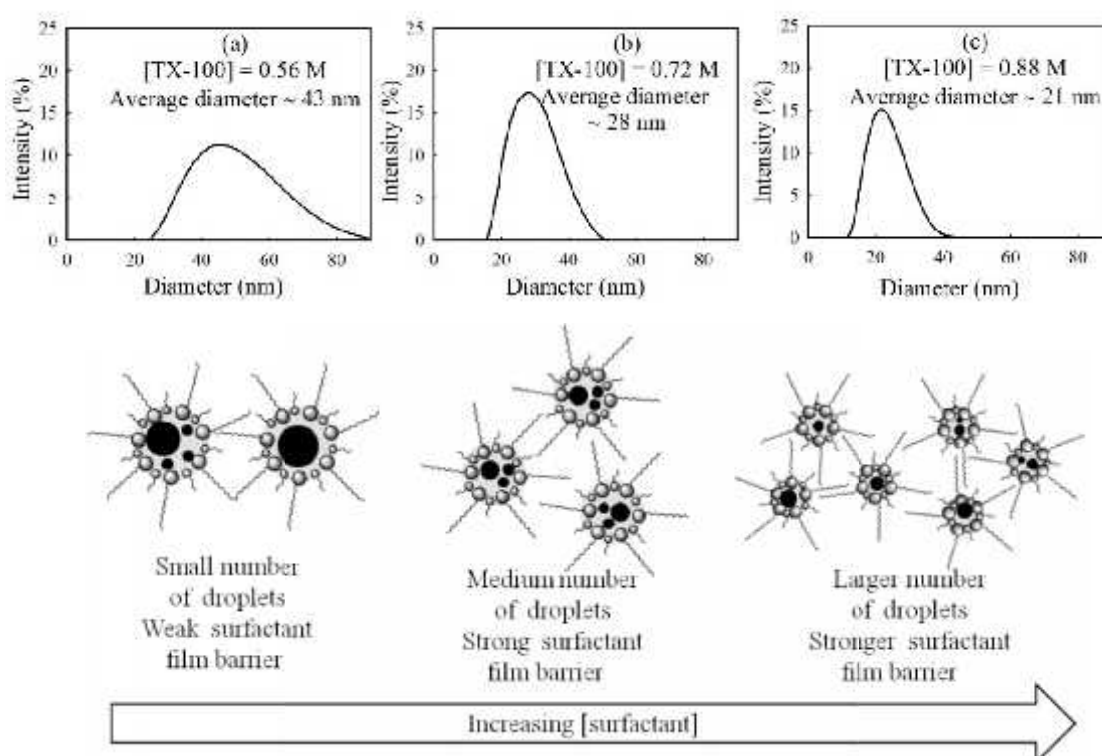 (a)
[TX-100] = 0.56 M
Average diameter ~ 43 nm
Intensity (%)
25
20
15
10
5
0
0 20 40 60 80
Diameter (nm)
(b)
[TX-100] = 0.72 M
Average diameter
~ 28 nm
Intensity (%)
25
20
15
10
5
0
0 20 40 60 80
Diameter (nm)
(c)
[TX-100] = 0.88 M
Average diameter ~ 21 nm
Intensity (%)
25
20
15
10
5
0
0 20 40 60 80
Diameter (nm)
Small number
of droplets
Weak surfactant
film barrier
Medium number
of droplets
Strong surfactant
film barrier
Larger number
of droplets
Stronger surfactant
film barrier
Increasing [surfactant]